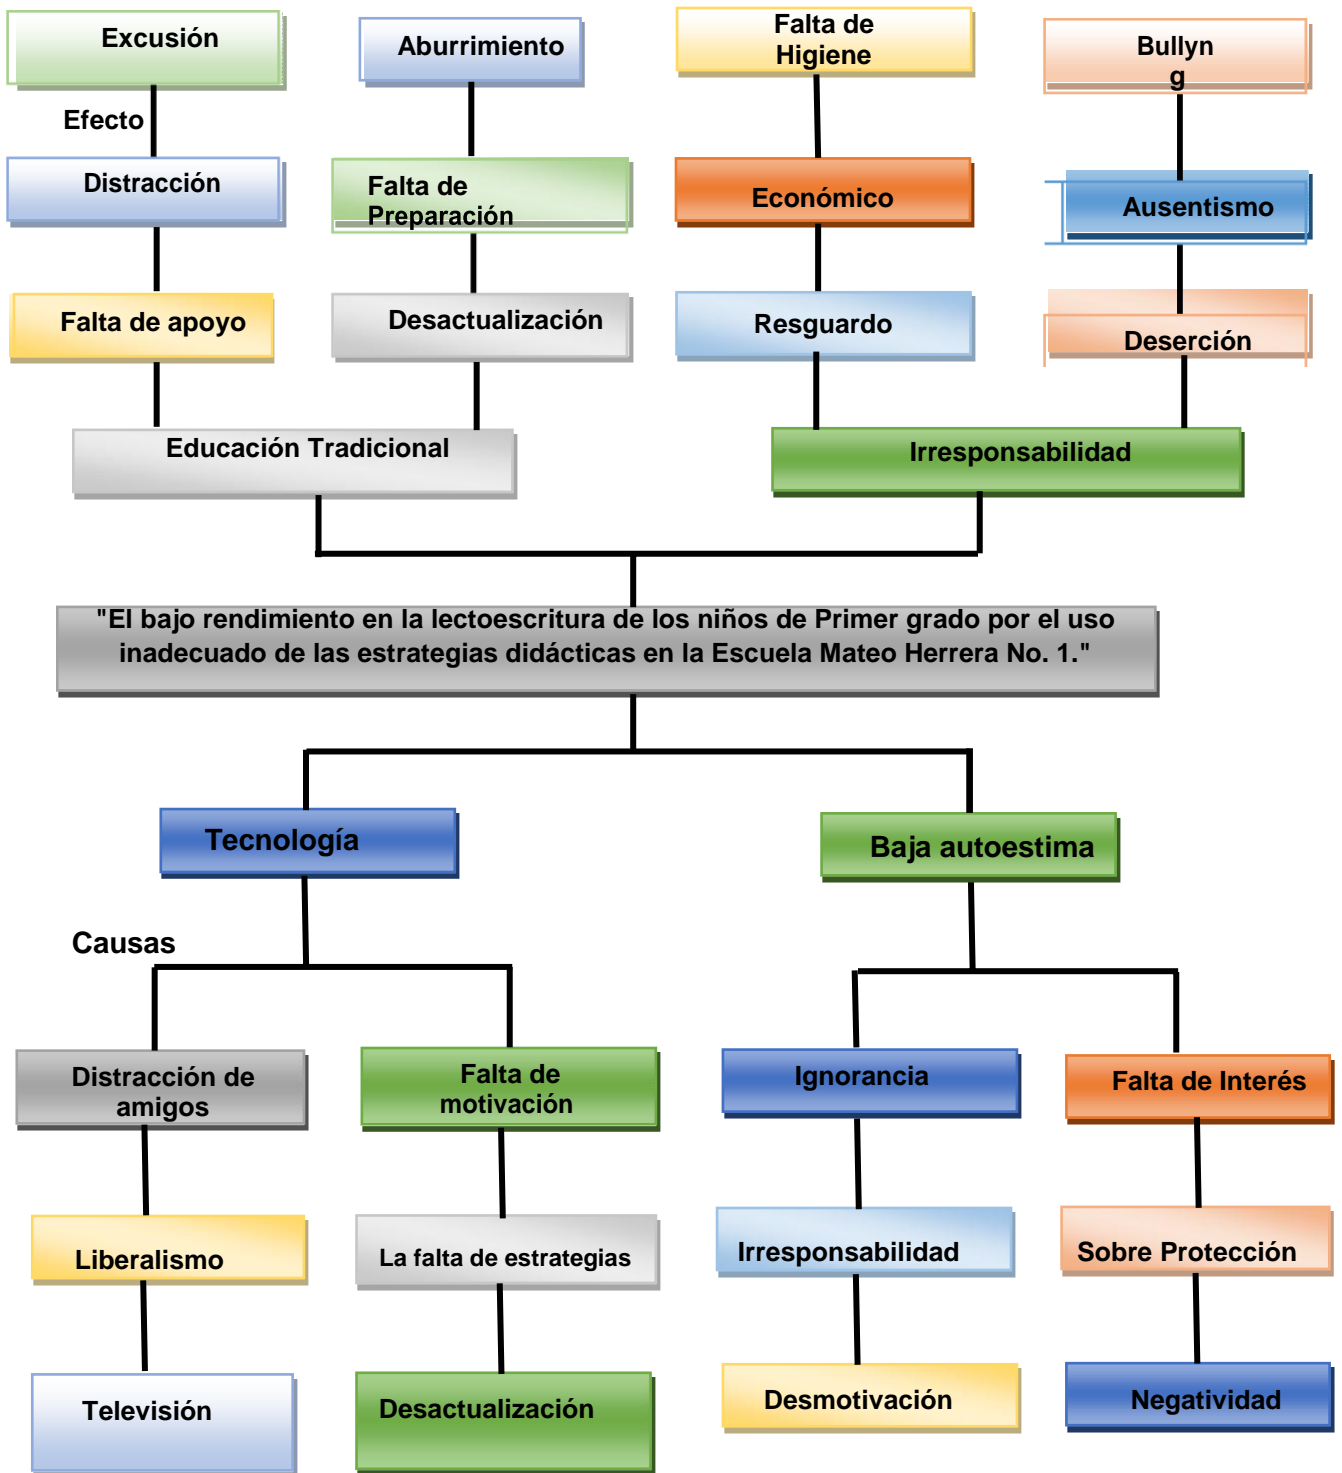 Excusión
Aburrimiento
Falta de
Higiene
Bullyn
g
Efecto
Distracción
Falta de
Preparación
Económico
Ausentismo
Falta de apoyo
Desactualización
Resguardo
Deserción
Educación Tradicional
Irresponsabilidad
"El bajo rendimiento en la lectoescritura de los niños de Primer grado por el uso
inadecuado de las estrategias didácticas en la Escuela Mateo Herrera No. 1."
Tecnología
Baja autoestima
Causas
Distracción de
amigos
Falta de
motivación
Ignorancia
Falta de Interés
Liberalismo
La falta de estrategias
Irresponsabilidad
Sobre Protección
Televisión
Desactualización
Desmotivación
Negatividad